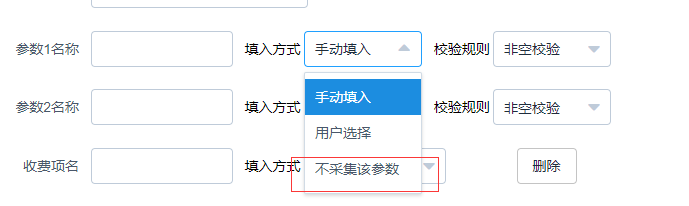 参数1名称 填入方式 手动填入 校验规则 非空校验
手动填入
参数2名称 填入方式 校验规则 非空校验
用户选择
收费项名 填入方式 不采集该参数 删除